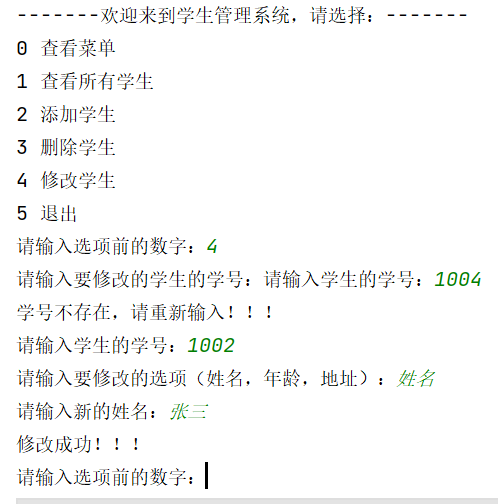 -------欢迎来到学生管理系统，请选择：-------
0 查看菜单
1 查看所有学生
2 添加学生
3 删除学生
4 修改学生
5 退出
请输入选项前的数字：4
请输入要修改的学生的学号：请输入学生的学号：1004
学号不存在，请重新输入！！！
请输入学生的学号：1002
请输入要修改的选项（姓名，年龄，地址）：姓名
请输入新的姓名：张三
修改成功！！！
请输入选项前的数字：